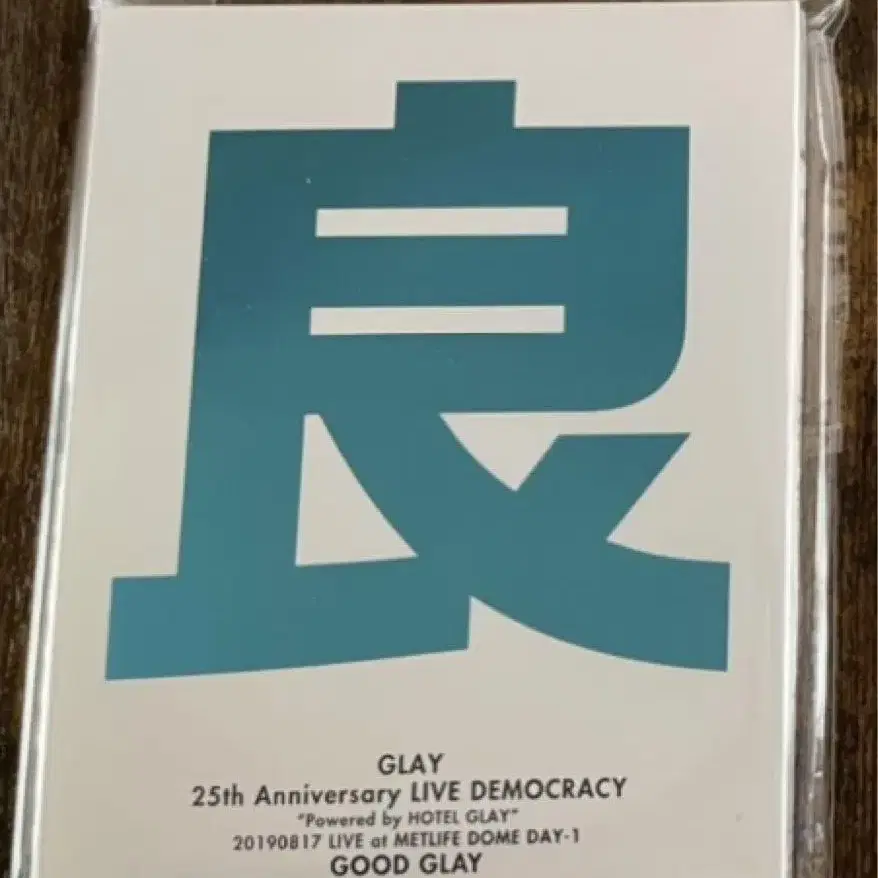 良
GLAY
25th Anniversary LIVE DEMOCRACY
"Powered by HOTEL GLAY"
20190817 LIVE at METLIFE DOME DAY-1
GOOD GLAY